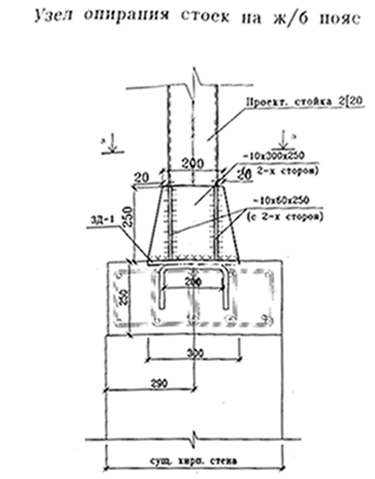 Узел опирания стоек на ж/б пояс
Проект. стойка 2[20
а
а
200
-10х300х250
(с 2-х сторон)
20
20
-10х60х250
(с 2-х сторон)
250
ЗД-1
200
250
300
290
сущ. кирп. стена